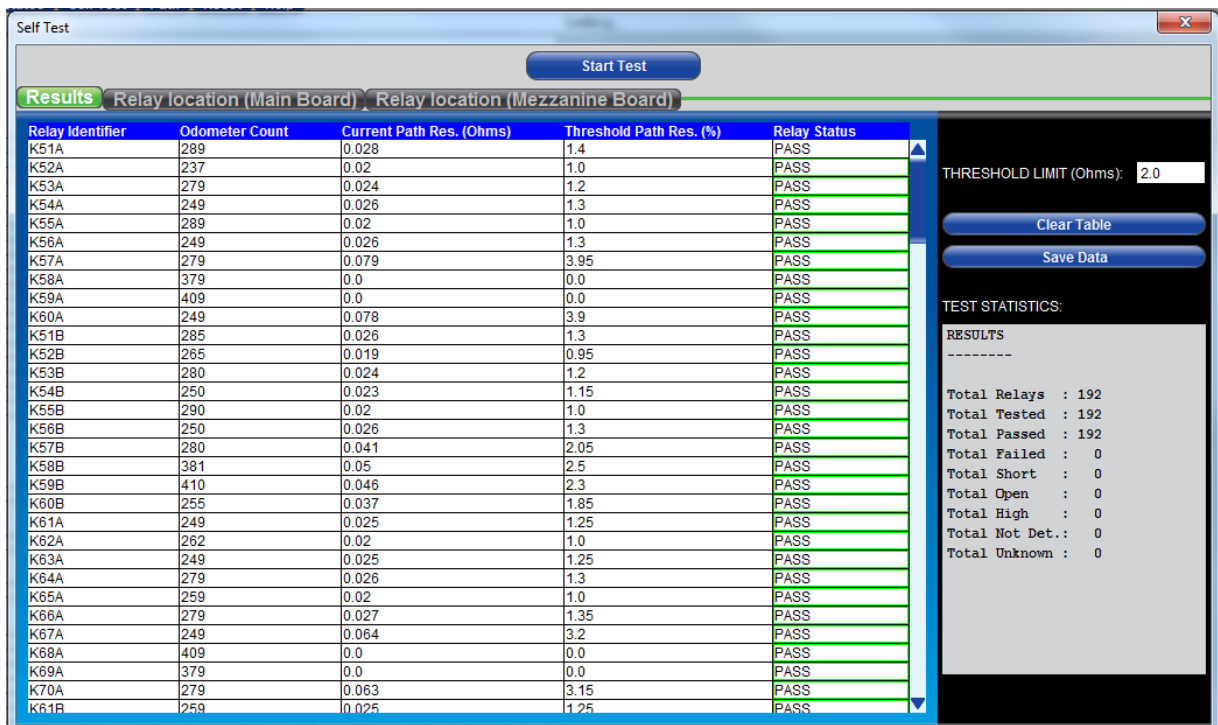 Self Test
Start Test
Results Relay location (Main Board) Relay location (Mezzanine Board)
Relay Identifier Odometer Count Current Path Res. (Ohms) Threshold Path Res. (%) Relay Status
K51A 289 0.028 1.4 PASS
K52A 237 0.02 1.0 PASS
K53A 279 0.024 1.2 PASS
K54A 249 0.026 1.3 PASS
K55A 289 0.02 1.0 PASS
K56A 249 0.026 1.3 PASS
K57A 279 0.079 3.95 PASS
K58A 379 0.0 0.0 PASS
K59A 409 0.0 0.0 PASS
K60A 249 0.078 3.9 PASS
K51B 285 0.026 1.3 PASS
K52B 265 0.019 0.95 PASS
K53B 280 0.024 1.2 PASS
K54B 250 0.023 1.15 PASS
K55B 290 0.02 1.0 PASS
K56B 250 0.026 1.3 PASS
K57B 280 0.041 2.05 PASS
K58B 381 0.05 2.5 PASS
K59B 410 0.046 2.3 PASS
K60B 255 0.037 1.85 PASS
K61A 249 0.025 1.25 PASS
K62A 262 0.02 1.0 PASS
K63A 249 0.025 1.25 PASS
K64A 279 0.026 1.3 PASS
K65A 259 0.02 1.0 PASS
K66A 279 0.027 1.35 PASS
K67A 249 0.064 3.2 PASS
K68A 409 0.0 0.0 PASS
K69A 379 0.0 0.0 PASS
K70A 279 0.063 3.15 PASS
K61B 259 0.025 1.25 PASS
THRESHOLD LIMIT (Ohms): 2.0
Clear Table
Save Data
TEST STATISTICS:
RESULTS
--------
Total Relays : 192
Total Tested : 192
Total Passed : 192
Total Failed : 0
Total Short : 0
Total Open : 0
Total High : 0
Total Not Det.: 0
Total Unknown : 0